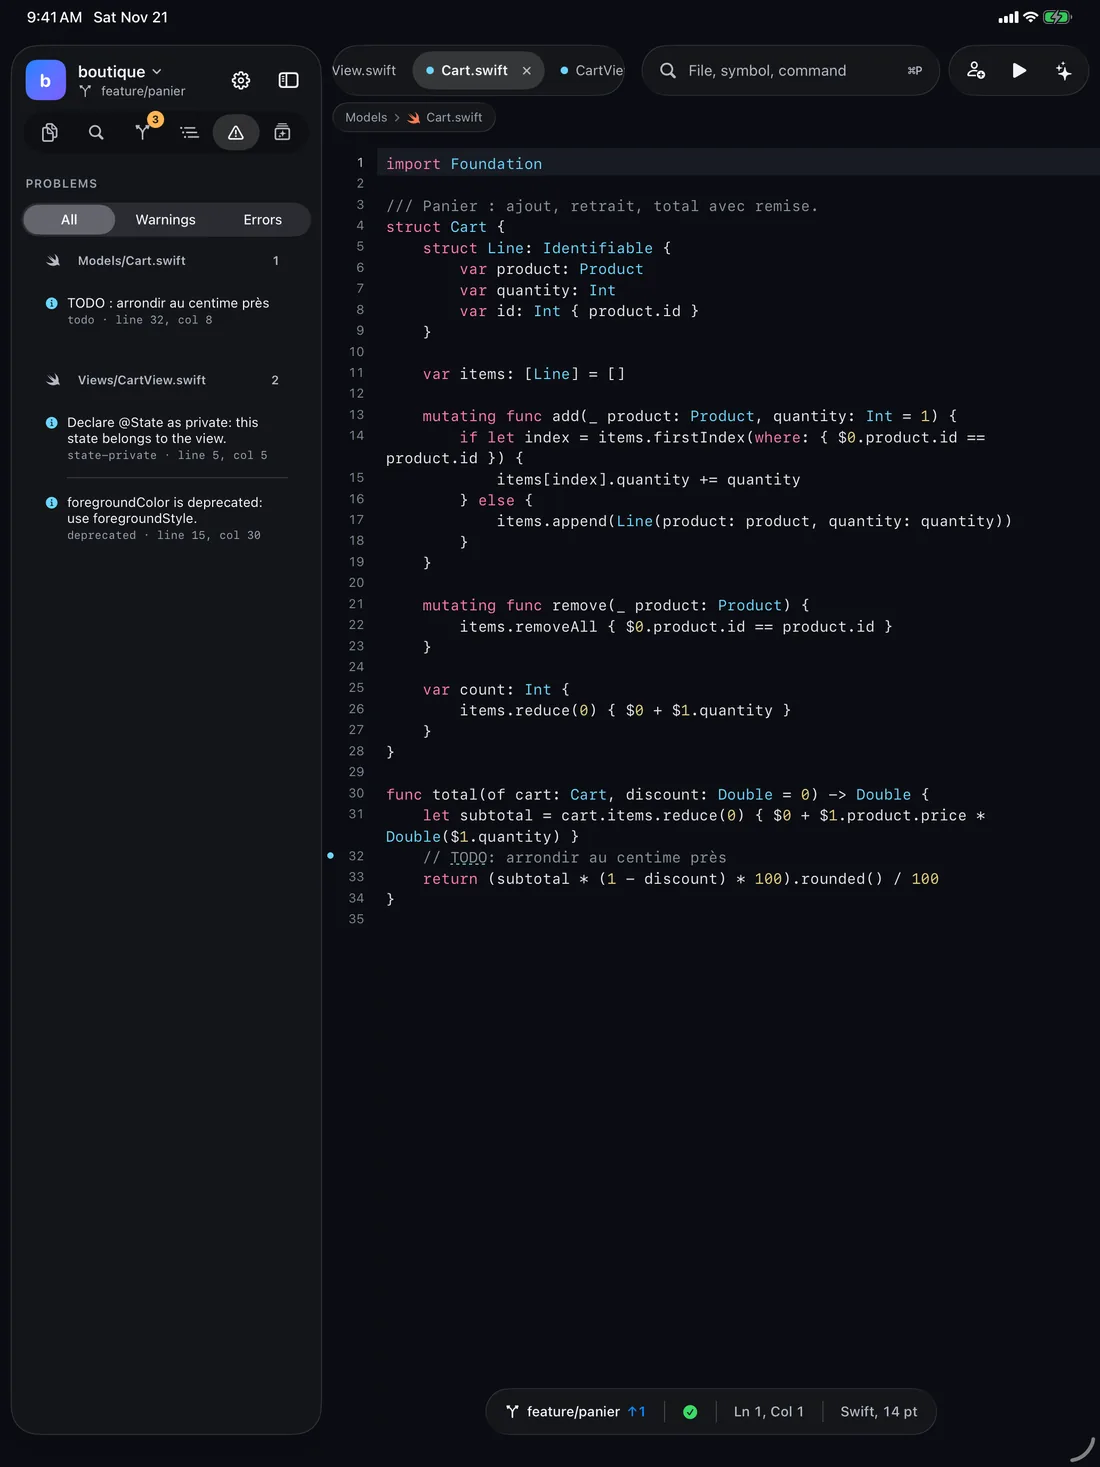 9:41 AM Sat Nov 21
b
boutique
feature/panier
3
PROBLEMS
All Warnings Errors
Models/Cart.swift 1
TODO : arrondir au centime près
todo · line 32, col 8
Views/CartView.swift 2
Declare @State as private: this
state belongs to the view.
state-private · line 5, col 5
foregroundColor is deprecated:
use foregroundStyle.
deprecated · line 15, col 30
View.swift Cart.swift × CartVie
File, symbol, command ⌘P
Models > Cart.swift
1 import Foundation
2
3 /// Panier : ajout, retrait, total avec remise.
4 struct Cart {
5 struct Line: Identifiable {
6 var product: Product
7 var quantity: Int
8 var id: Int { product.id }
9 }
10
11 var items: [Line] = []
12
13 mutating func add(_ product: Product, quantity: Int = 1) {
14 if let index = items.firstIndex(where: { $0.product.id ==
product.id }) {
15 items[index].quantity += quantity
16 } else {
17 items.append(Line(product: product, quantity: quantity))
18 }
19 }
20
21 mutating func remove(_ product: Product) {
22 items.removeAll { $0.product.id == product.id }
23 }
24
25 var count: Int {
26 items.reduce(0) { $0 + $1.quantity }
27 }
28 }
29
30 func total(of cart: Cart, discount: Double = 0) -> Double {
31 let subtotal = cart.items.reduce(0) { $0 + $1.product.price *
Double($1.quantity) }
32 // TODO: arrondir au centime près
33 return (subtotal * (1 - discount) * 100).rounded() / 100
34 }
35
feature/panier ↑1 Ln 1, Col 1 Swift, 14 pt